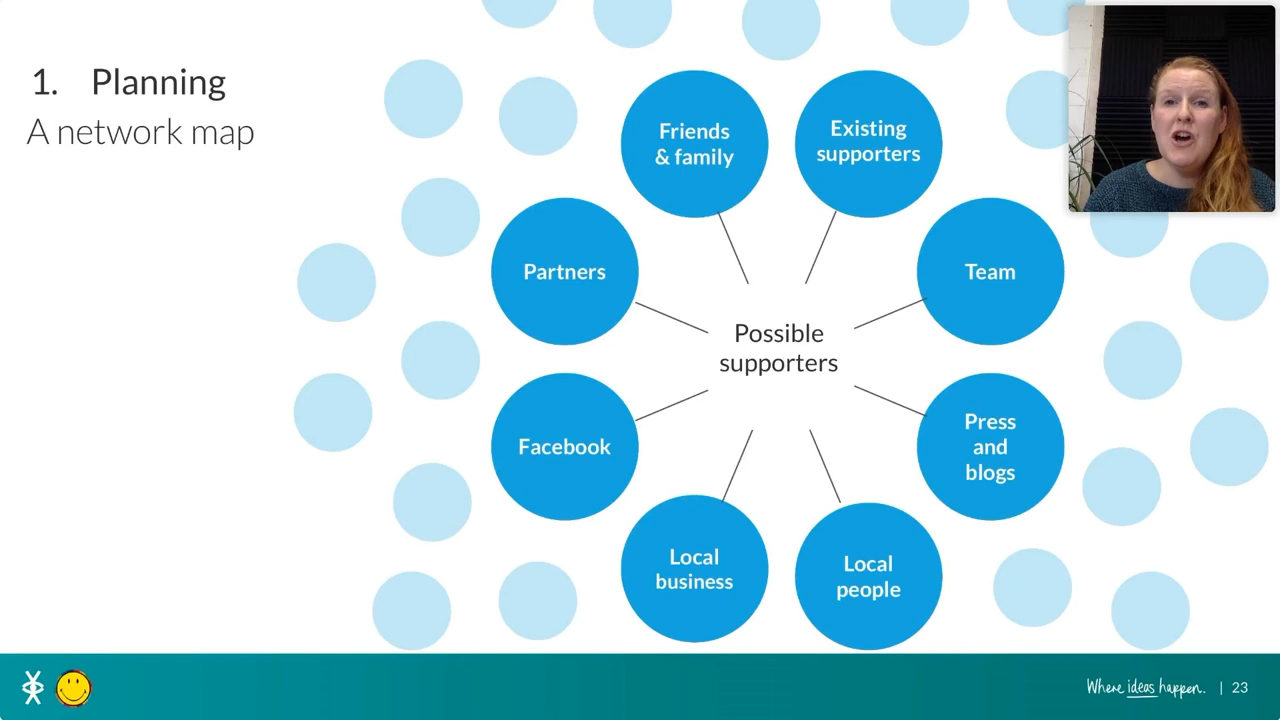 1. Planning
A network map
Friends
& family
Existing
supporters
Partners
Team
Possible
supporters
Facebook
Press
and
blogs
Local
business
Local
people
Where ideas happen. | 23